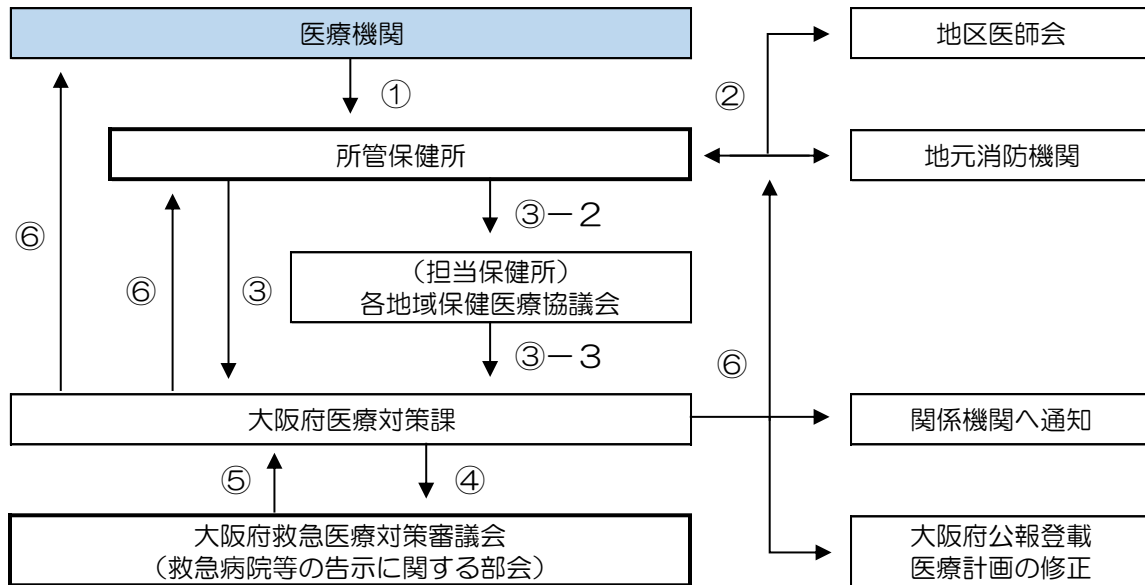 医療機関
地区医師会
①
②
所管保健所
地元消防機関
③－２
⑥
⑥
③
（担当保健所）
各地域保健医療協議会
③－３
⑥
大阪府医療対策課
関係機関へ通知
⑤
④
大阪府救急医療対策審議会
（救急病院等の告示に関する部会）
大阪府公報登載
医療計画の修正